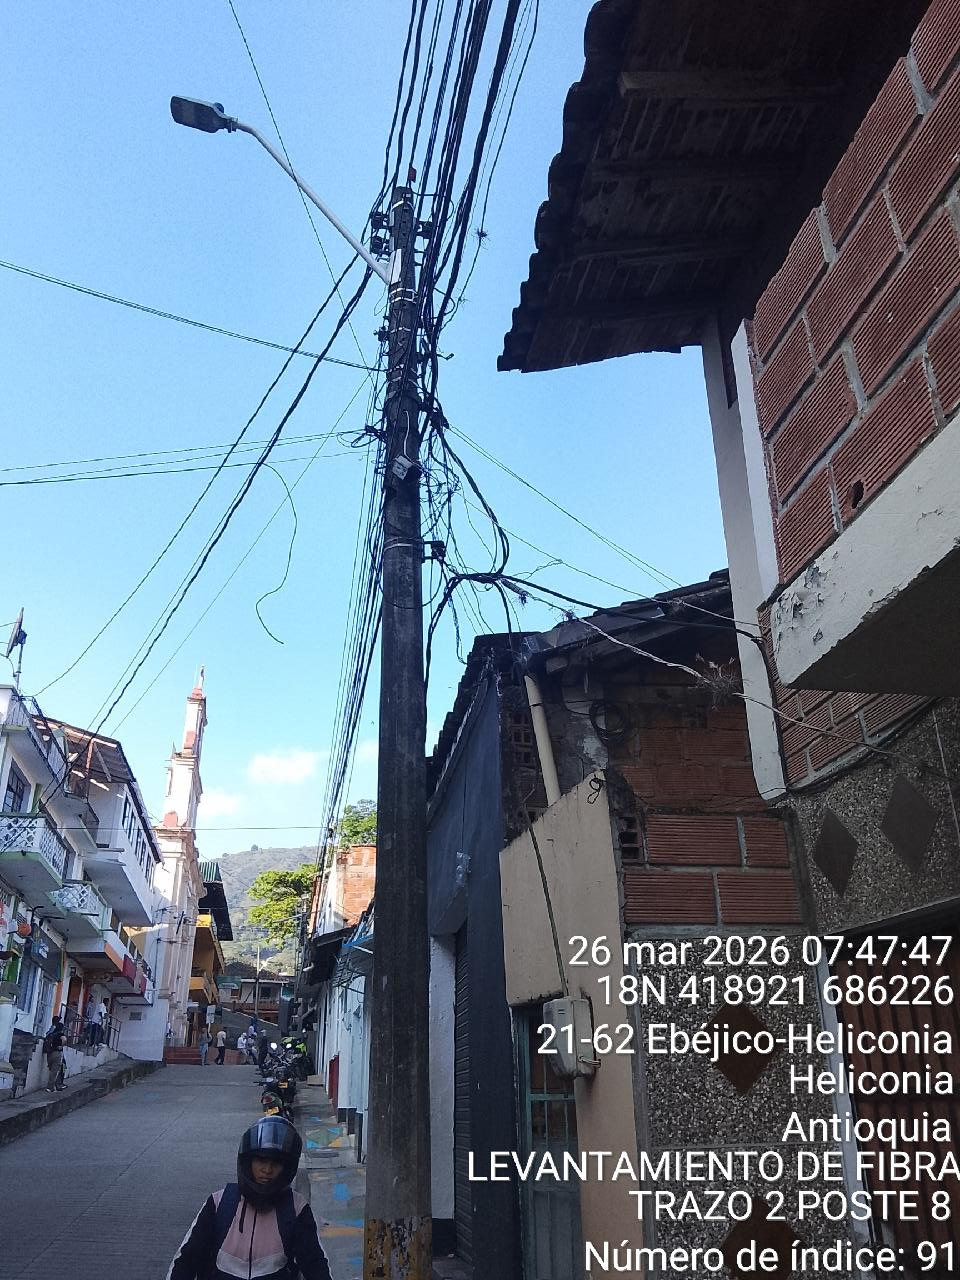 26 mar 2026 07:47:47
18N 418921 686226
21-62 Ebéjico-Heliconia
Heliconia
Antioquia
LEVANTAMIENTO DE FIBRA
TRAZO 2 POSTE 8
Número de índice: 91